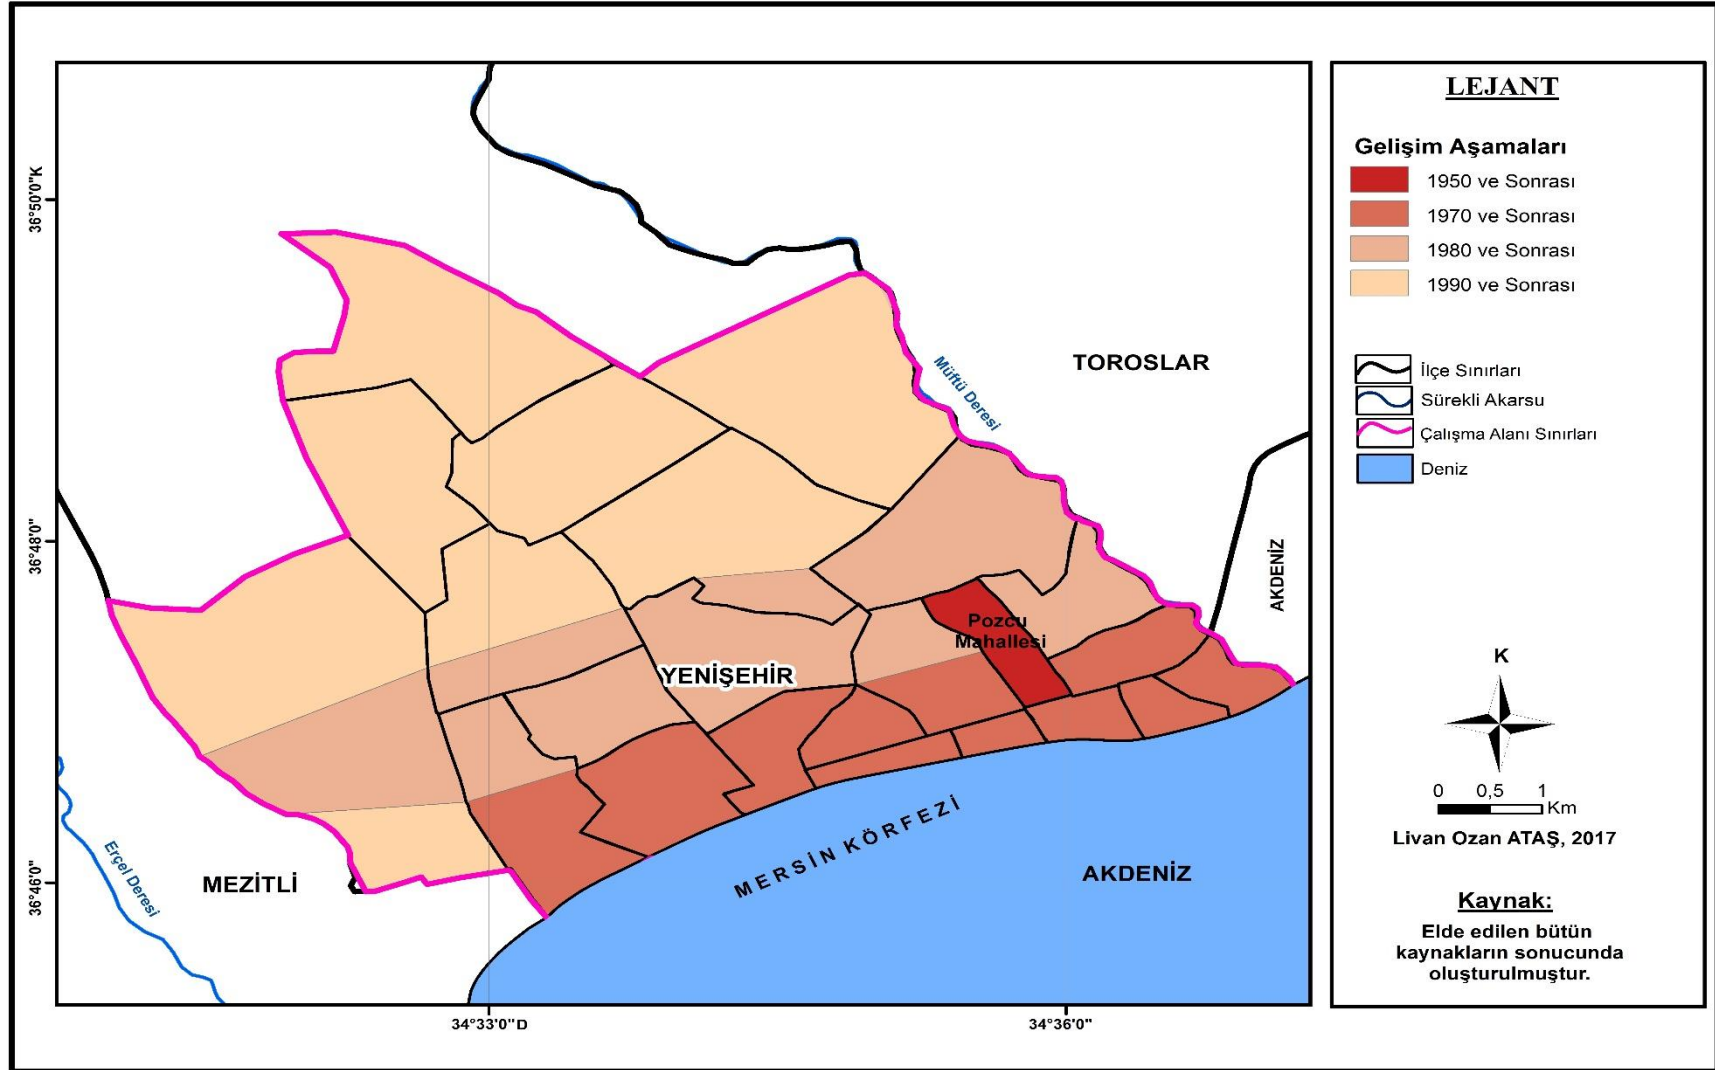 36°50'0"K
36°48'0"
36°46'0"
34°33'0"D
34°36'0"
TOROSLAR
Müftü Deresi
AKDENİZ
Pozcu
Mahallesi
YENİŞEHİR
MERSİN KÖRFEZİ
AKDENİZ
MEZİTLİ
Erçel Deresi
LEJANT
Gelişim Aşamaları
1950 ve Sonrası
1970 ve Sonrası
1980 ve Sonrası
1990 ve Sonrası
İlçe Sınırları
Sürekli Akarsu
Çalışma Alanı Sınırları
Deniz
K
0 0,5 1
Km
Livan Ozan ATAŞ, 2017
Kaynak:
Elde edilen bütün
kaynakların sonucunda
oluşturulmuştur.